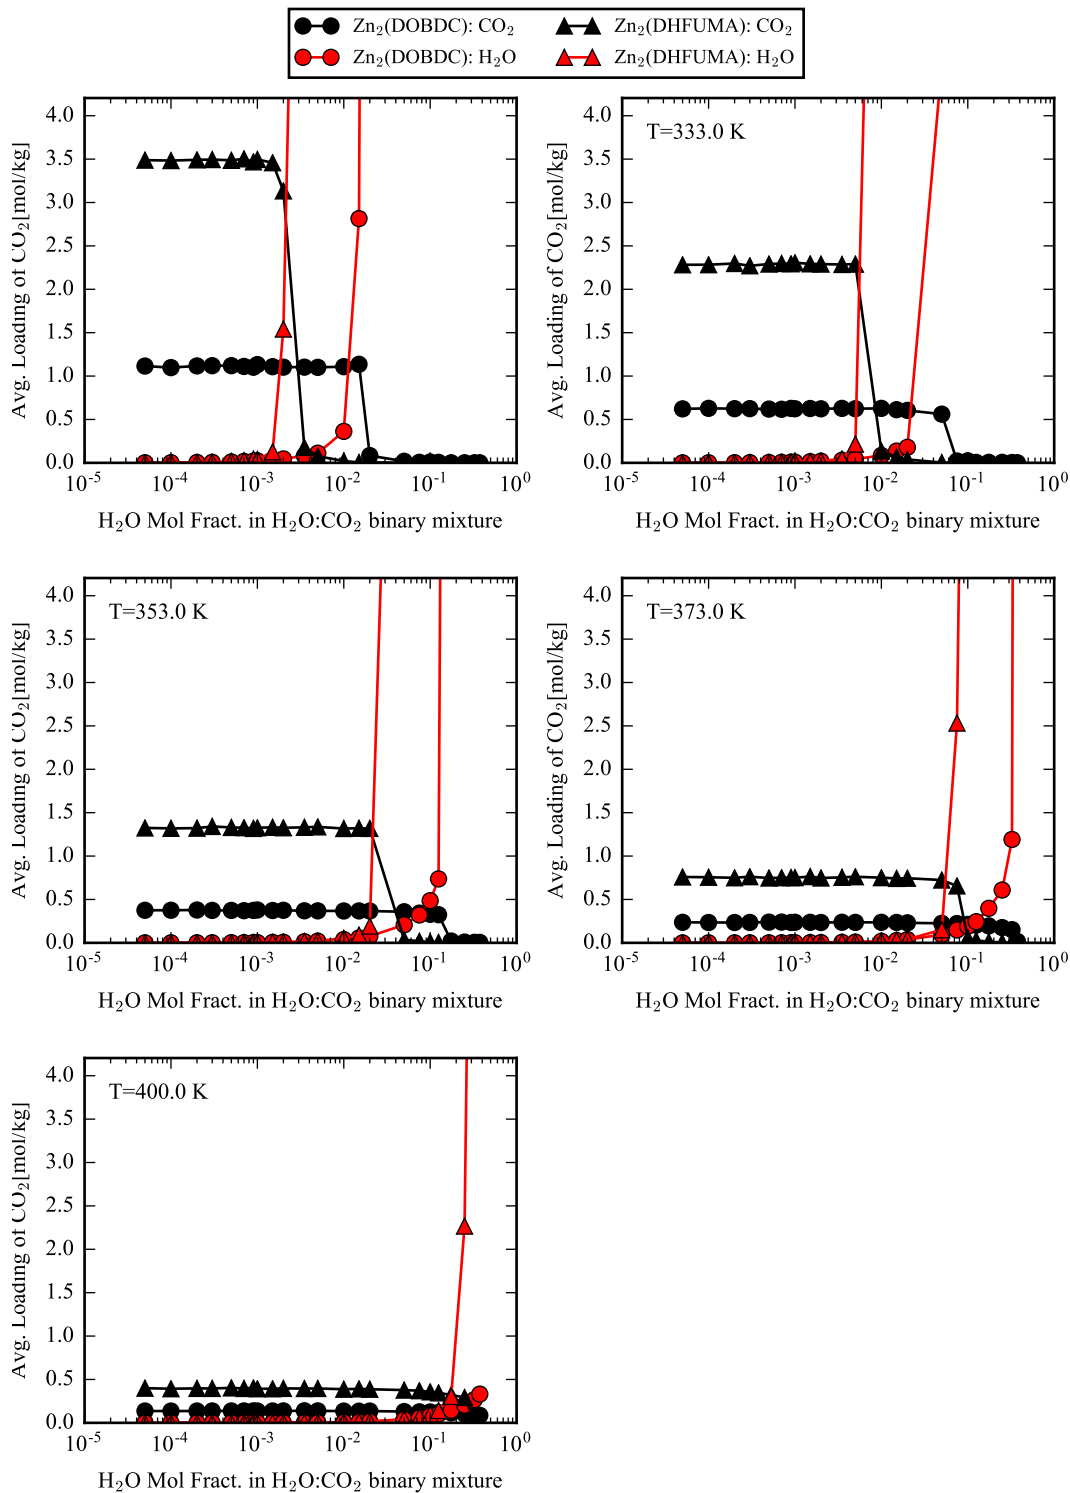 Zn₂(DOBDC): CO₂ Zn₂(DHFUMA): CO₂
Zn₂(DOBDC): H₂O Zn₂(DHFUMA): H₂O
Avg. Loading of CO₂[mol/kg]
4.0
3.5
3.0
2.5
2.0
1.5
1.0
0.5
0.0
10⁻⁵ 10⁻⁴ 10⁻³ 10⁻² 10⁻¹ 10⁰
H₂O Mol Fract. in H₂O:CO₂ binary mixture
T=333.0 K
Avg. Loading of CO₂[mol/kg]
4.0
3.5
3.0
2.5
2.0
1.5
1.0
0.5
0.0
10⁻⁵ 10⁻⁴ 10⁻³ 10⁻² 10⁻¹ 10⁰
H₂O Mol Fract. in H₂O:CO₂ binary mixture
T=353.0 K
Avg. Loading of CO₂[mol/kg]
4.0
3.5
3.0
2.5
2.0
1.5
1.0
0.5
0.0
10⁻⁵ 10⁻⁴ 10⁻³ 10⁻² 10⁻¹ 10⁰
H₂O Mol Fract. in H₂O:CO₂ binary mixture
T=373.0 K
Avg. Loading of CO₂[mol/kg]
4.0
3.5
3.0
2.5
2.0
1.5
1.0
0.5
0.0
10⁻⁵ 10⁻⁴ 10⁻³ 10⁻² 10⁻¹ 10⁰
H₂O Mol Fract. in H₂O:CO₂ binary mixture
T=400.0 K
Avg. Loading of CO₂[mol/kg]
4.0
3.5
3.0
2.5
2.0
1.5
1.0
0.5
0.0
10⁻⁵ 10⁻⁴ 10⁻³ 10⁻² 10⁻¹ 10⁰
H₂O Mol Fract. in H₂O:CO₂ binary mixture